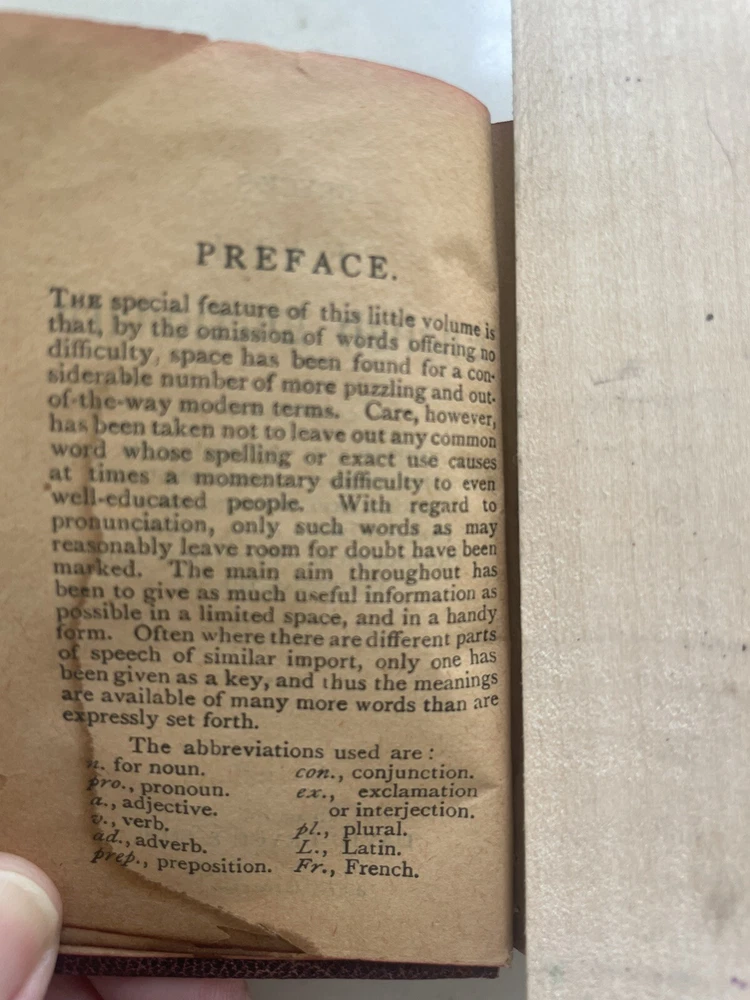 PREFACE.
THE special feature of this little volume is
that, by the omission of words offering no
difficulty, space has been found for a con-
siderable number of more puzzling and out-
of-the-way modern terms. Care, however,
has been taken not to leave out any common
word whose spelling or exact use causes
at times a momentary difficulty to even
well-educated people. With regard to
pronunciation, only such words as may
reasonably leave room for doubt have been
marked. The main aim throughout has
been to give as much useful information as
possible in a limited space, and in a handy
form. Often where there are different parts
of speech of similar import, only one has
been given as a key, and thus the meanings
are available of many more words than are
expressly set forth.
The abbreviations used are:
n. for noun. con., conjunction.
pro., pronoun. ex., exclamation
a., adjective. or interjection.
v., verb. pl., plural.
ad., adverb. L., Latin.
prep., preposition. Fr., French.